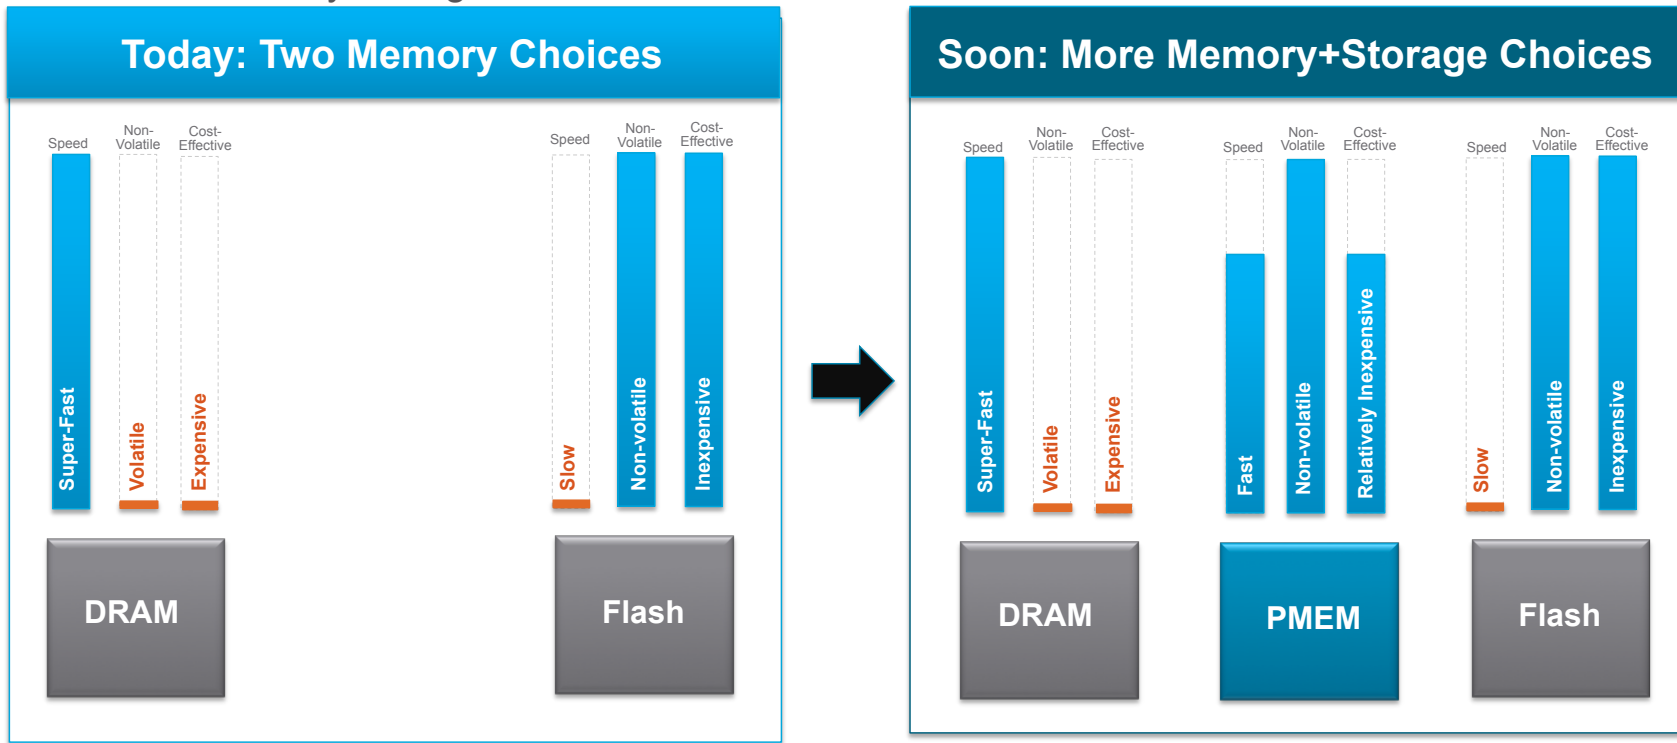 Today: Two Memory Choices
Speed
Non-
Volatile
Cost-
Effective
Super-Fast
Volatile
Expensive
DRAM
Speed
Non-
Volatile
Cost-
Effective
Slow
Non-volatile
Inexpensive
Flash
Soon: More Memory+Storage Choices
Speed
Non-
Volatile
Cost-
Effective
Super-Fast
Volatile
Expensive
DRAM
Speed
Non-
Volatile
Cost-
Effective
Fast
Non-volatile
Relatively Inexpensive
PMEM
Speed
Non-
Volatile
Cost-
Effective
Slow
Non-volatile
Inexpensive
Flash